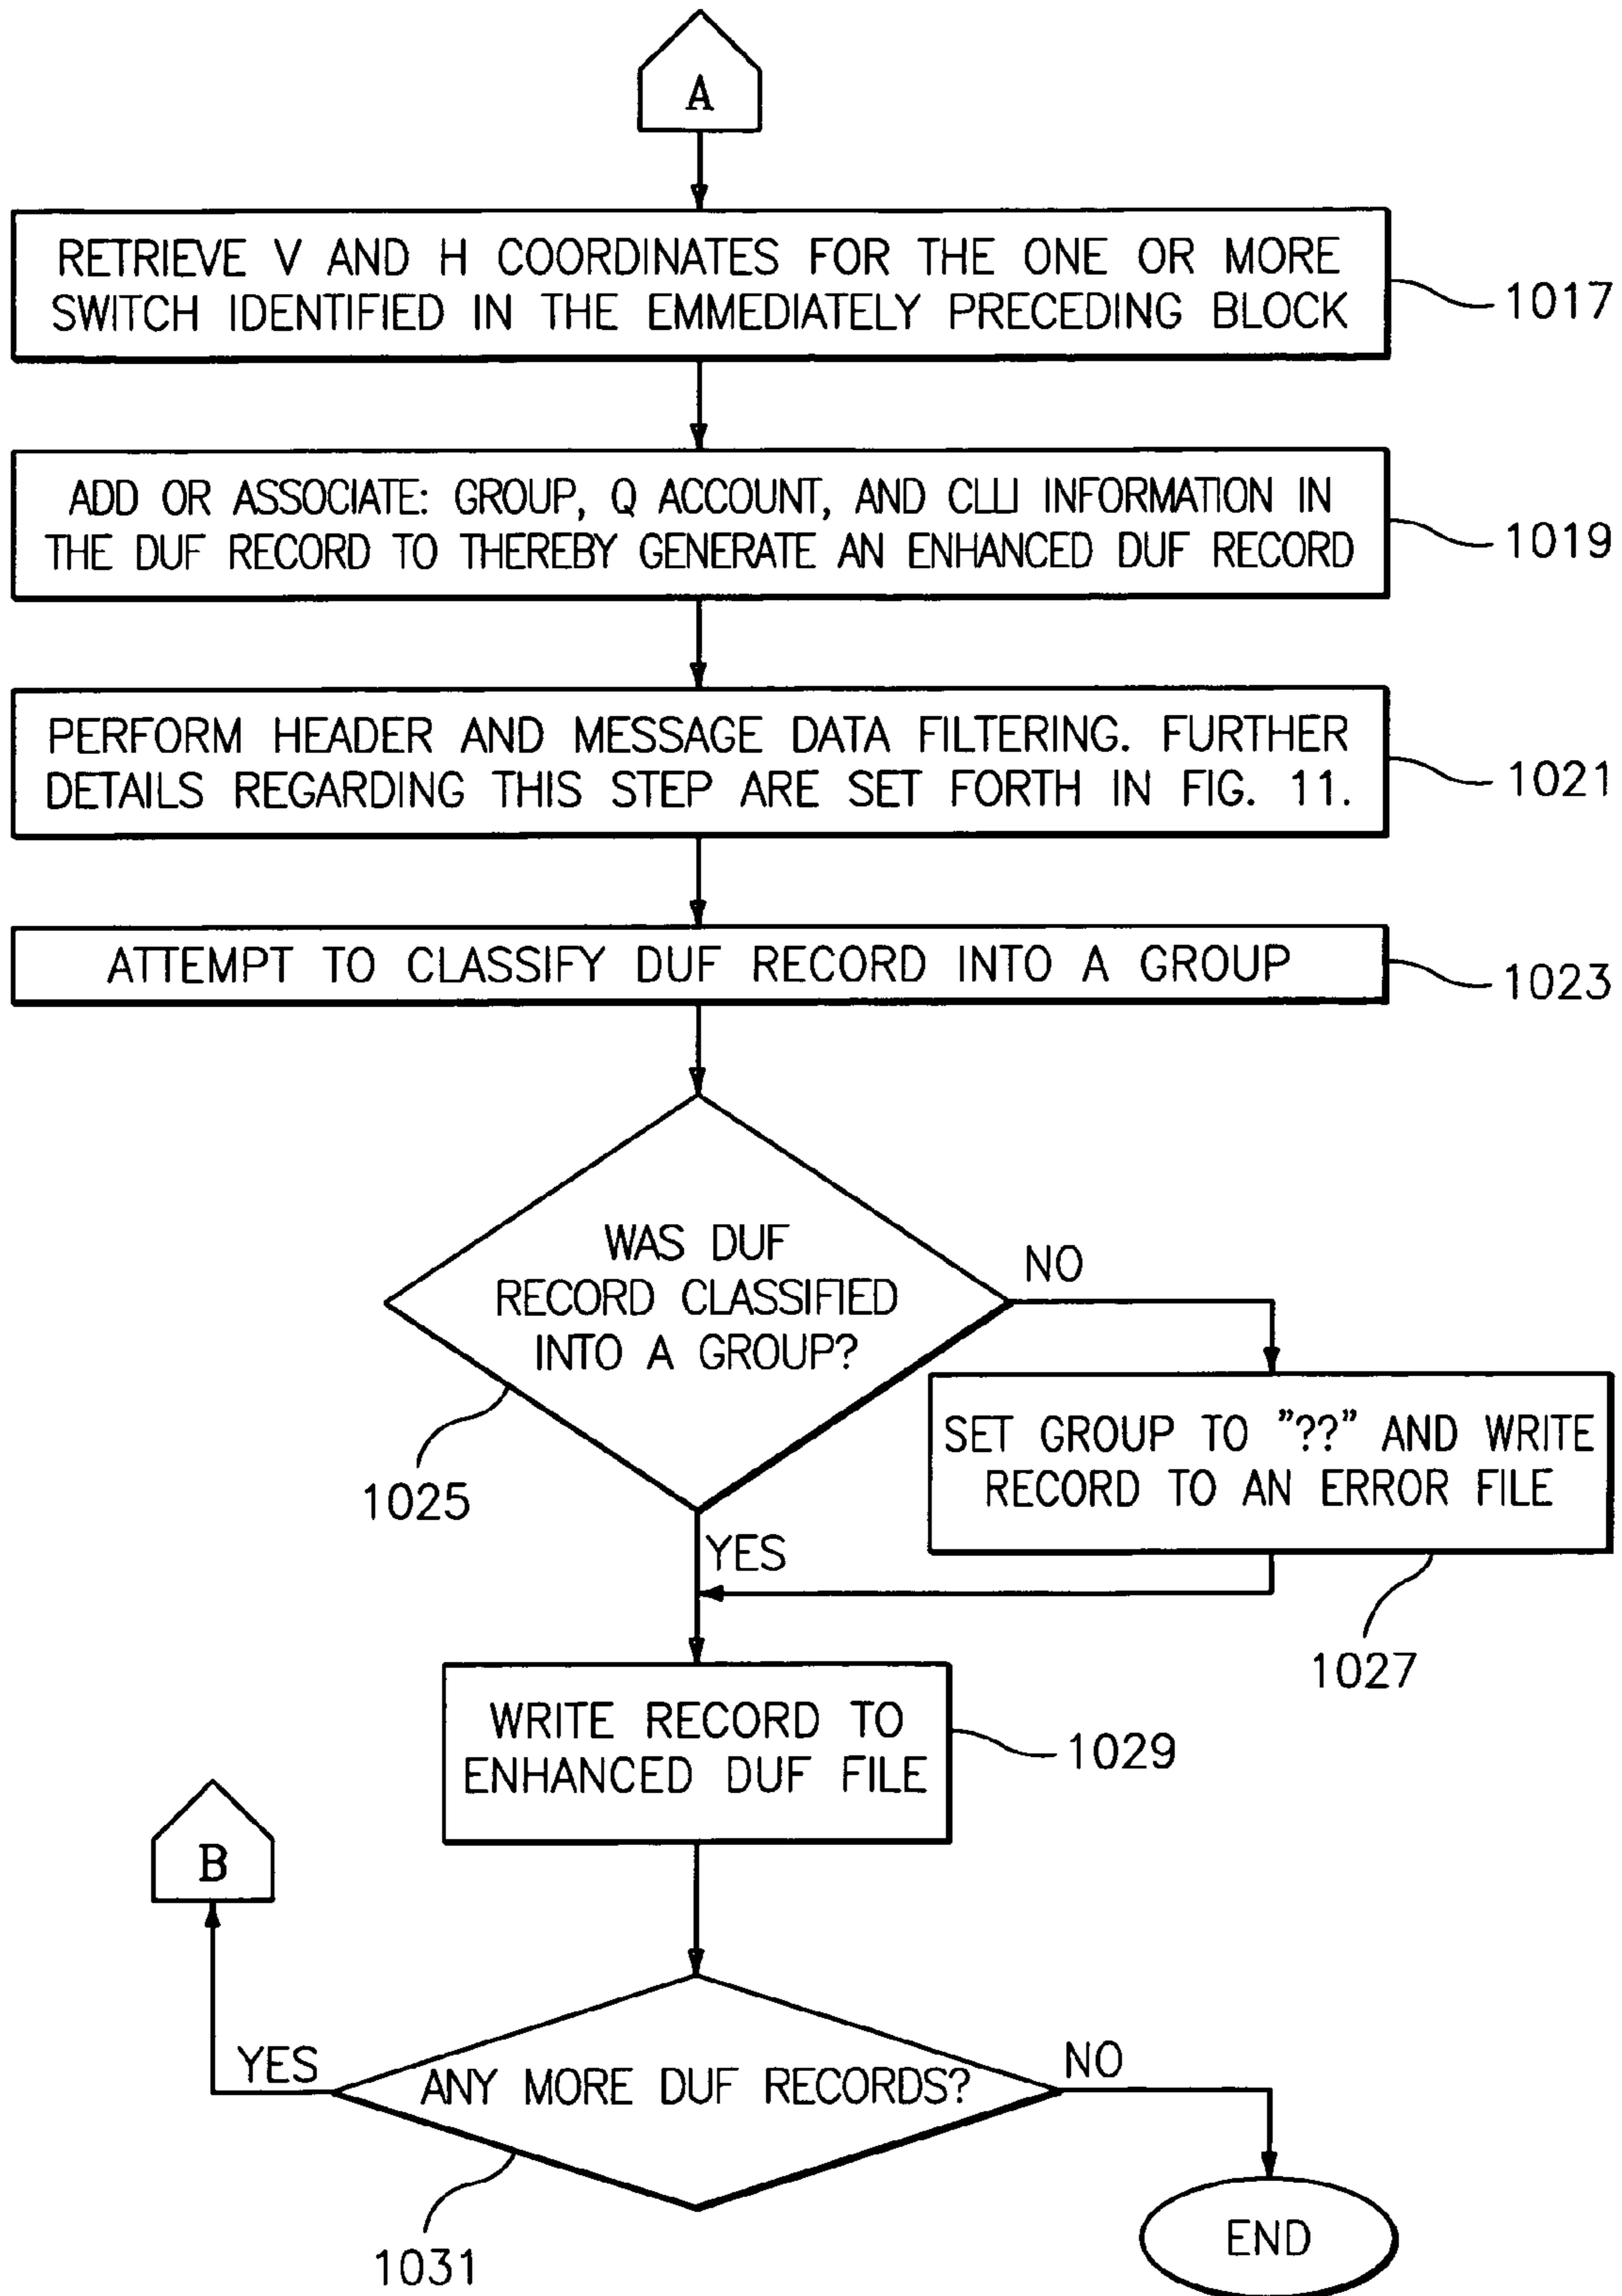 A
RETRIEVE V AND H COORDINATES FOR THE ONE OR MORE
SWITCH IDENTIFIED IN THE EMMEDIATELY PRECEDING BLOCK
1017
ADD OR ASSOCIATE: GROUP, Q ACCOUNT, AND CLLI INFORMATION IN
THE DUF RECORD TO THEREBY GENERATE AN ENHANCED DUF RECORD
1019
PERFORM HEADER AND MESSAGE DATA FILTERING. FURTHER
DETAILS REGARDING THIS STEP ARE SET FORTH IN FIG. 11.
1021
ATTEMPT TO CLASSIFY DUF RECORD INTO A GROUP
1023
WAS DUF
RECORD CLASSIFIED
INTO A GROUP?
1025
NO
SET GROUP TO ”??” AND WRITE
RECORD TO AN ERROR FILE
1027
YES
WRITE RECORD TO
ENHANCED DUF FILE
1029
B
YES
ANY MORE DUF RECORDS?
NO
1031
END